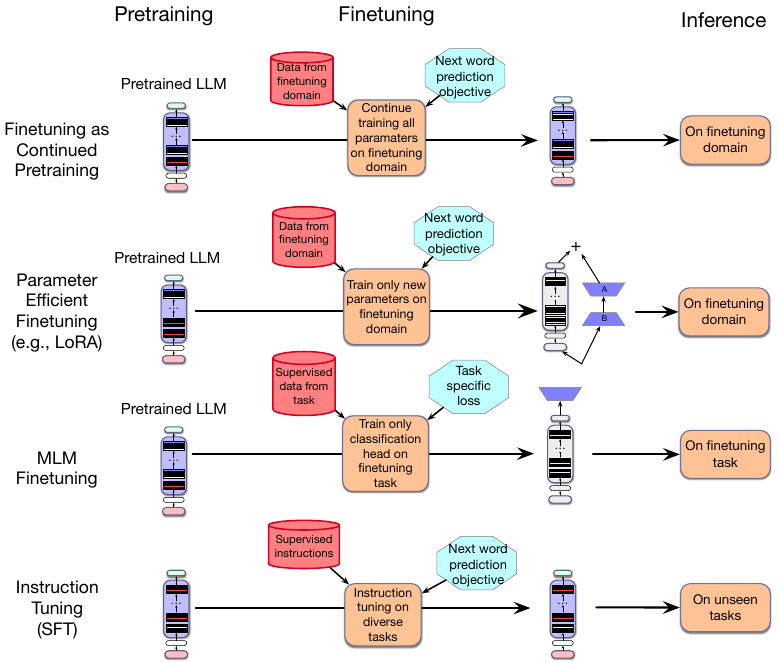 Pretraining
Finetuning
Inference
Finetuning as
Continued
Pretraining
Pretrained LLM
Data from
finetuning
domain
Next word
prediction
objective
Continue
training all
paramaters
on finetuning
domain
On finetuning
domain
Parameter
Efficient
Finetuning
(e.g., LoRA)
Pretrained LLM
Data from
finetuning
domain
Next word
prediction
objective
Train only new
parameters on
finetuning
domain
+
A
B
On finetuning
domain
MLM
Finetuning
Pretrained LLM
Supervised
data from
task
Task
specific
loss
Train only
classification
head on
finetuning
task
On finetuning
task
Instruction
Tuning
(SFT)
Supervised
instructions
Next word
prediction
objective
Instruction
tuning on
diverse
tasks
On unseen
tasks